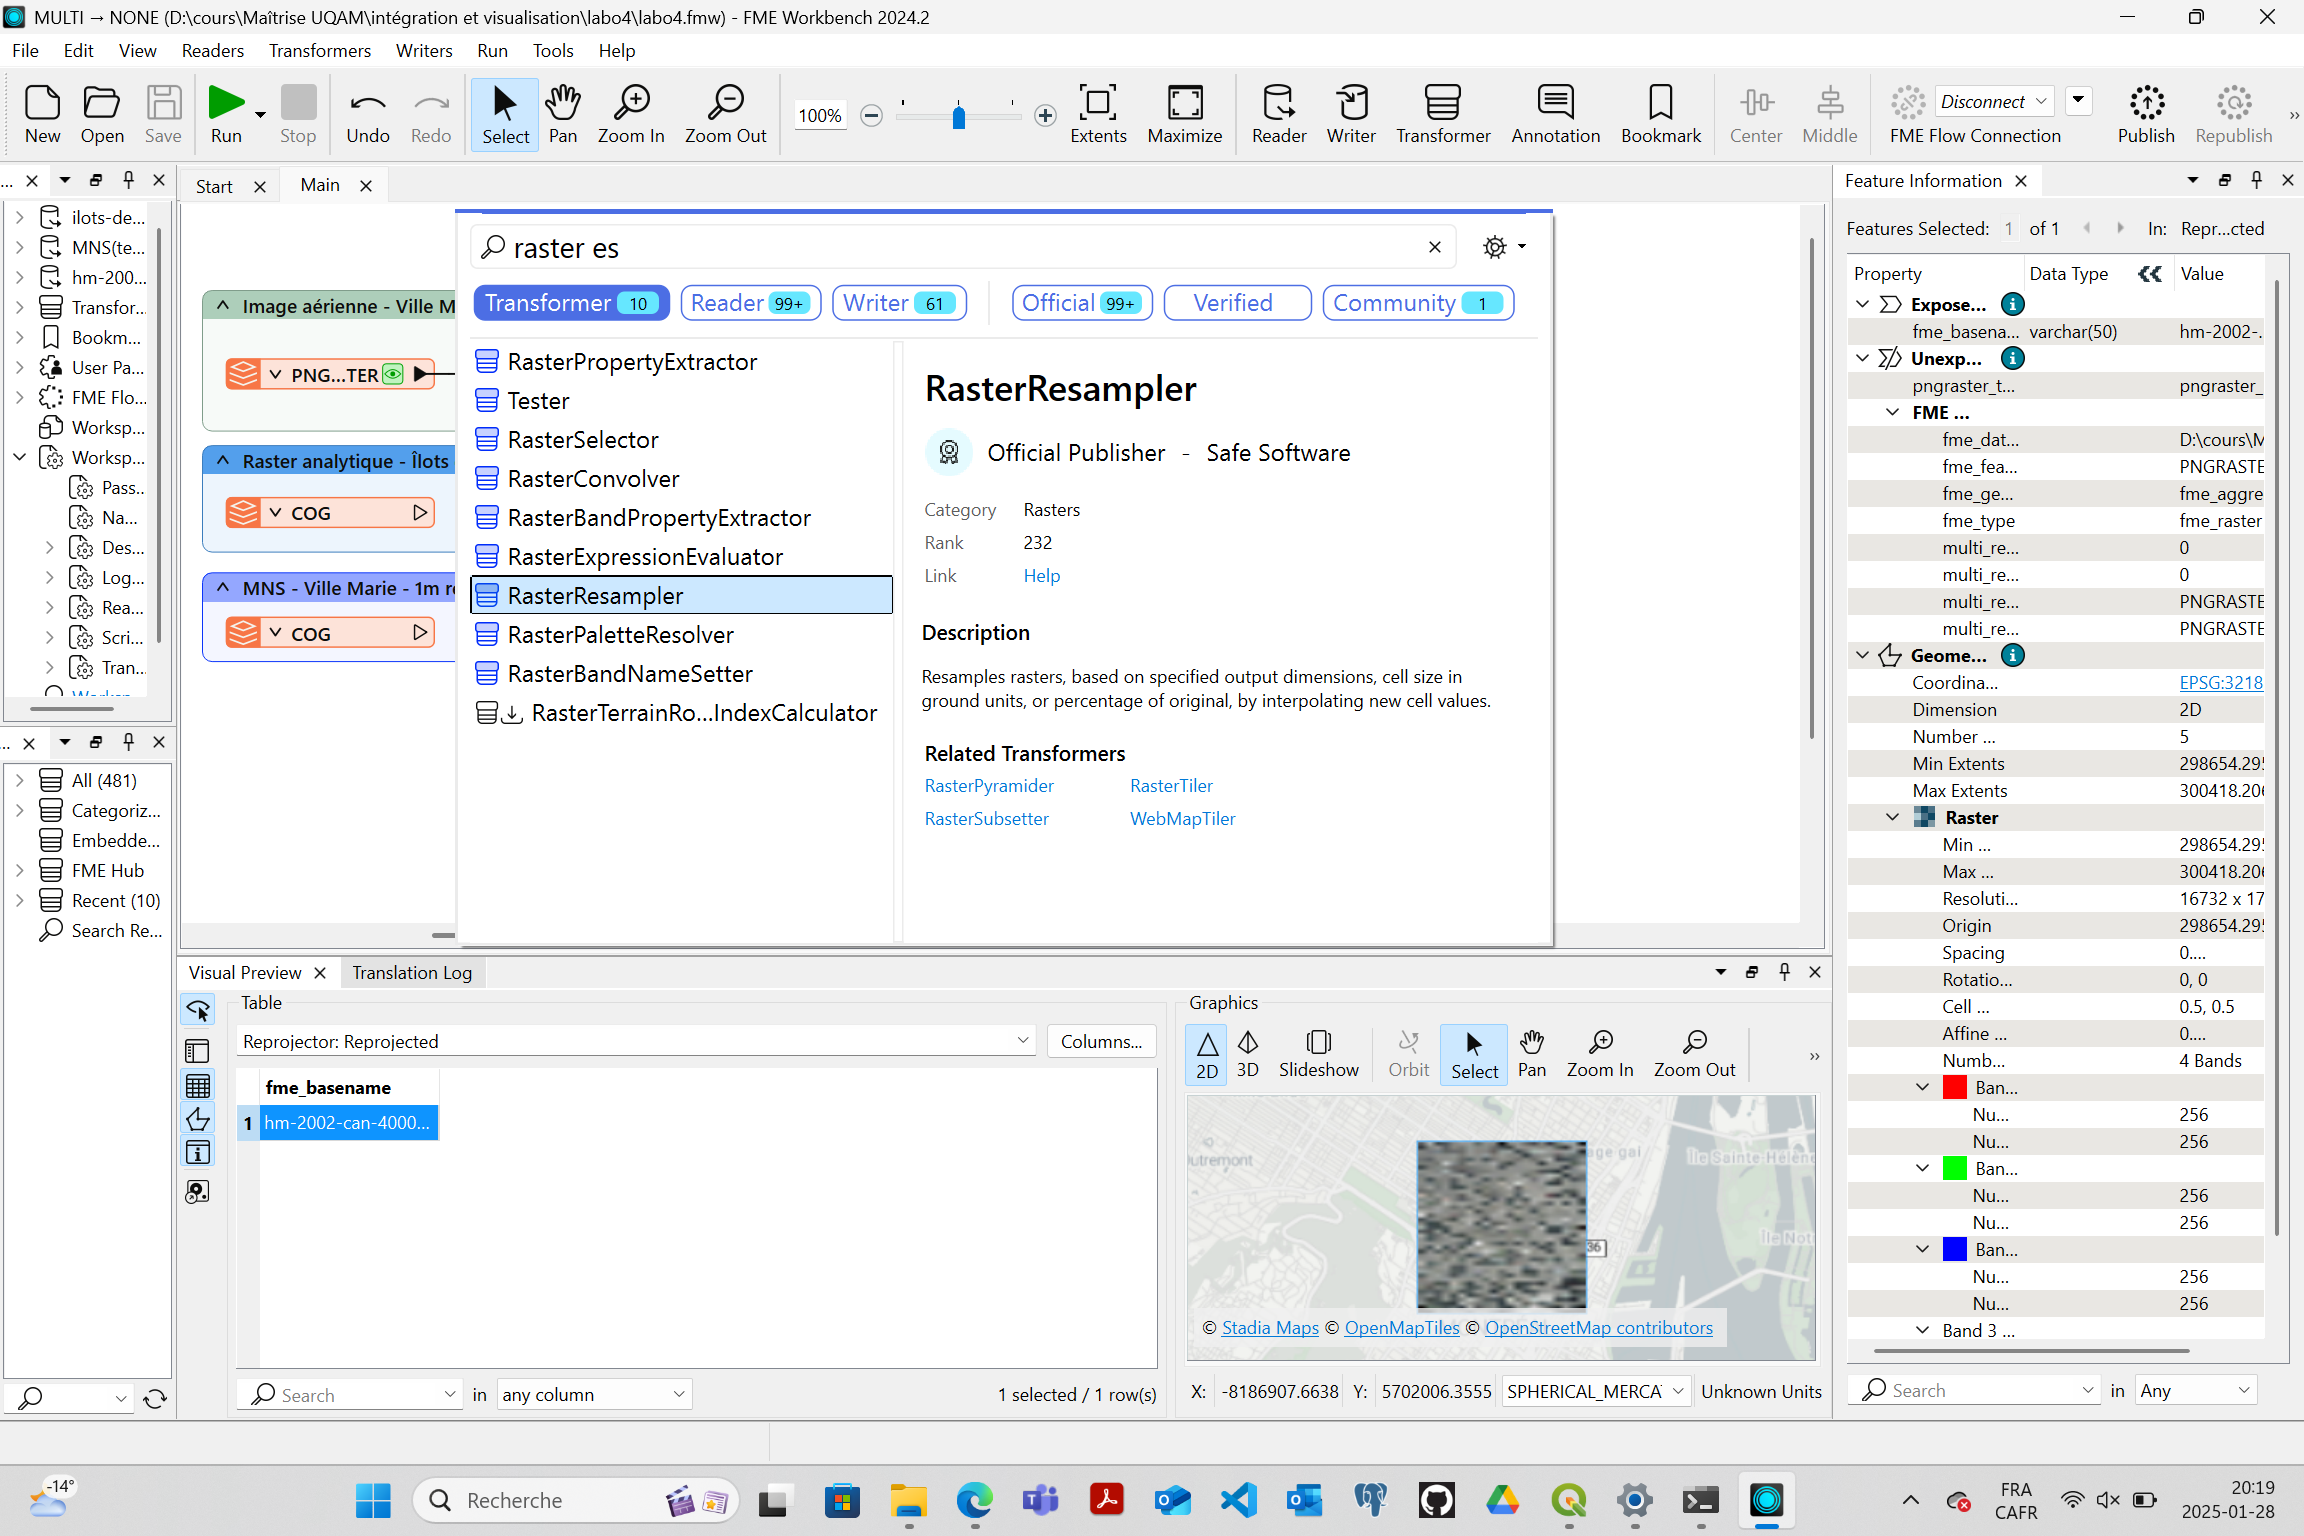 MULTI → NONE (D:\cours\Maîtrise UQAM\intégration et visualisation\labo4\labo4.fmw) - FME Workbench 2024.2
File Edit View Readers Transformers Writers Run Tools Help
New Open Save Run Stop Undo Redo Select Pan Zoom In Zoom Out 100% Extents Maximize Reader Writer Transformer Annotation Bookmark Center Middle Disconnect FME Flow Connection Publish Republish »
...
ilots-de...
MNS(te...
hm-200...
Transfor...
Bookm...
User Pa...
FME Flo...
Worksp...
Worksp...
Pass...
Na...
Des...
Log...
Rea...
Scri...
Tran...
...
All (481)
Categoriz...
Embedde...
FME Hub
Recent (10)
Search Re...
Start Main
Image aérienne - Ville M
PNG...TER
Raster analytique - Îlots
COG
MNS - Ville Marie - 1m re
COG
raster es
Transformer 10 Reader 99+ Writer 61 Official 99+ Verified Community 1
RasterPropertyExtractor
Tester
RasterSelector
RasterConvolver
RasterBandPropertyExtractor
RasterExpressionEvaluator
RasterResampler
RasterPaletteResolver
RasterBandNameSetter
RasterTerrainRo...IndexCalculator
RasterResampler
Official Publisher - Safe Software
Category Rasters
Rank 232
Link Help
Description
Resamples rasters, based on specified output dimensions, cell size in
ground units, or percentage of original, by interpolating new cell values.
Related Transformers
RasterPyramider RasterTiler
RasterSubsetter WebMapTiler
Visual Preview Translation Log
Table
Reprojector: Reprojected Columns...
fme_basename
1 hm-2002-can-4000...
Search in any column 1 selected / 1 row(s)
Graphics
2D 3D Slideshow Orbit Select Pan Zoom In Zoom Out »
utremont
age gai
Île Sainte Hélène
36
© Stadia Maps © OpenMapTiles © OpenStreetMap contributors
X: -8186907.6638 Y: 5702006.3555 SPHERICAL_MERCA Unknown Units
Feature Information
Features Selected: 1 of 1 In: Repr...cted
Property Data Type Value
Expose...
fme_basena... varchar(50) hm-2002-.
Unexp...
pngraster_t... pngraster_
FME ...
fme_dat... D:\cours\M
fme_fea... PNGRASTE
fme_ge... fme_aggre
fme_type fme_raster
multi_re... 0
multi_re... 0
multi_re... PNGRASTE
multi_re... PNGRASTE
Geome...
Coordina... EPSG:3218
Dimension 2D
Number ... 5
Min Extents 298654.295
Max Extents 300418.206
Raster
Min ... 298654.295
Max ... 300418.206
Resoluti... 16732 x 17
Origin 298654.295
Spacing 0....
Rotatio... 0, 0
Cell ... 0.5, 0.5
Affine ... 0....
Numb... 4 Bands
Ban...
Nu... 256
Nu... 256
Ban...
Nu... 256
Nu... 256
Ban...
Nu... 256
Nu... 256
Band 3 ...
Search in Any
-14°
Recherche
FRA
CAFR
20:19
2025-01-28